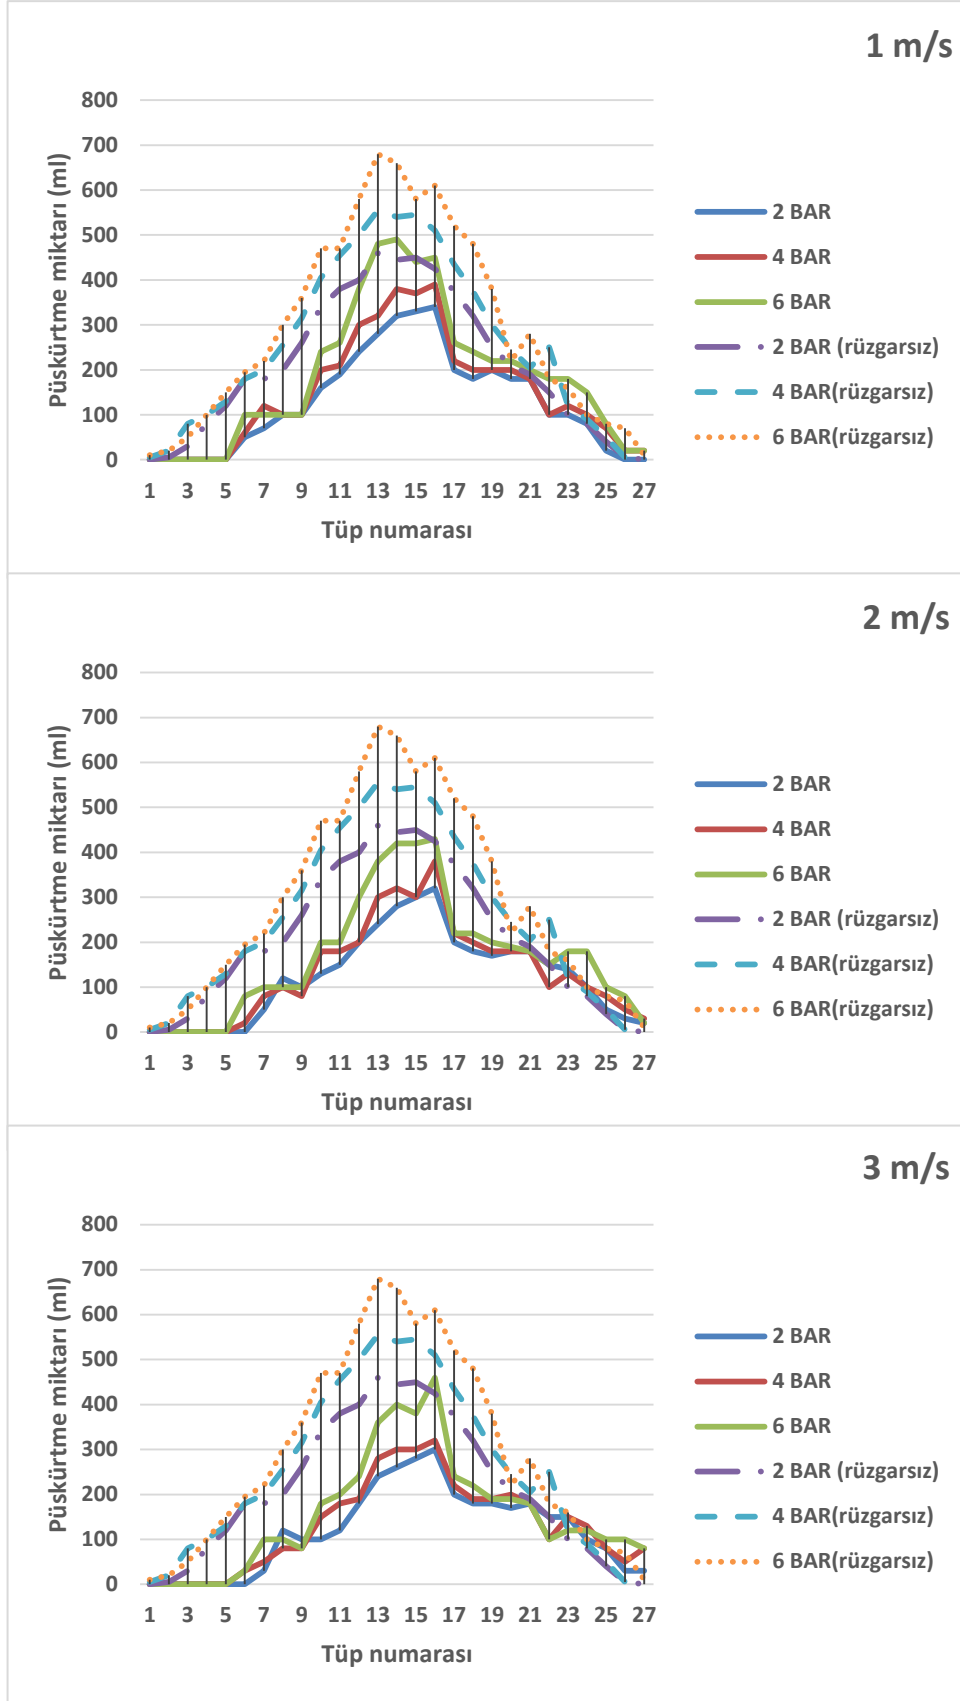 1 m/s
800
700
600
500
400
300
200
100
0
Püskürtme miktarı (ml)
1 3 5 7 9 11 13 15 17 19 21 23 25 27
Tüp numarası
2 BAR
4 BAR
6 BAR
2 BAR (rüzgarsız)
4 BAR(rüzgarsız)
6 BAR(rüzgarsız)
2 m/s
800
700
600
500
400
300
200
100
0
Püskürtme miktarı (ml)
1 3 5 7 9 11 13 15 17 19 21 23 25 27
Tüp numarası
2 BAR
4 BAR
6 BAR
2 BAR (rüzgarsız)
4 BAR(rüzgarsız)
6 BAR(rüzgarsız)
3 m/s
800
700
600
500
400
300
200
100
0
Püskürtme miktarı (ml)
1 3 5 7 9 11 13 15 17 19 21 23 25 27
Tüp numarası
2 BAR
4 BAR
6 BAR
2 BAR (rüzgarsız)
4 BAR(rüzgarsız)
6 BAR(rüzgarsız)